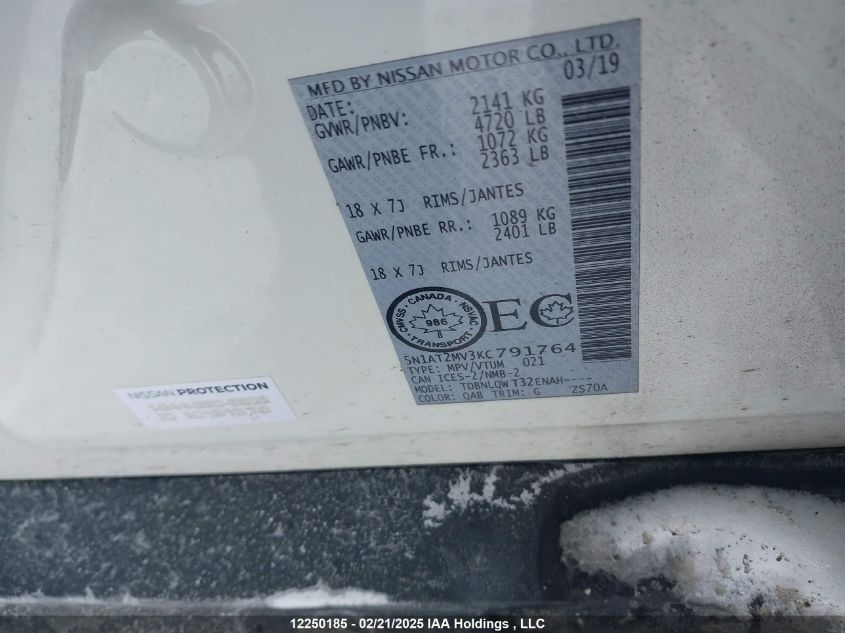 MFD BY NISSAN MOTOR CO., LTD.
DATE: 03/19
GVWR/PNBV: 2141 KG
4720 LB
GAWR/PNBE FR.: 1072 KG
2363 LB
18 X 7J RIMS/JANTES
GAWR/PNBE RR.: 1089 KG
2401 LB
18 X 7J RIMS/JANTES
CANADA
CMVSS NSVAC
986
TRANSPORT
EC
5N1AT2MV3KC791764
TYPE: MPV/VTUM 021
CAN ICES-2/NMB-2
MODEL: TDBNLQWT32ENAH----
COLOR: QAB TRIM: G ZS70A
NISSAN PROTECTION
12250185 - 02/21/2025 IAA Holdings , LLC